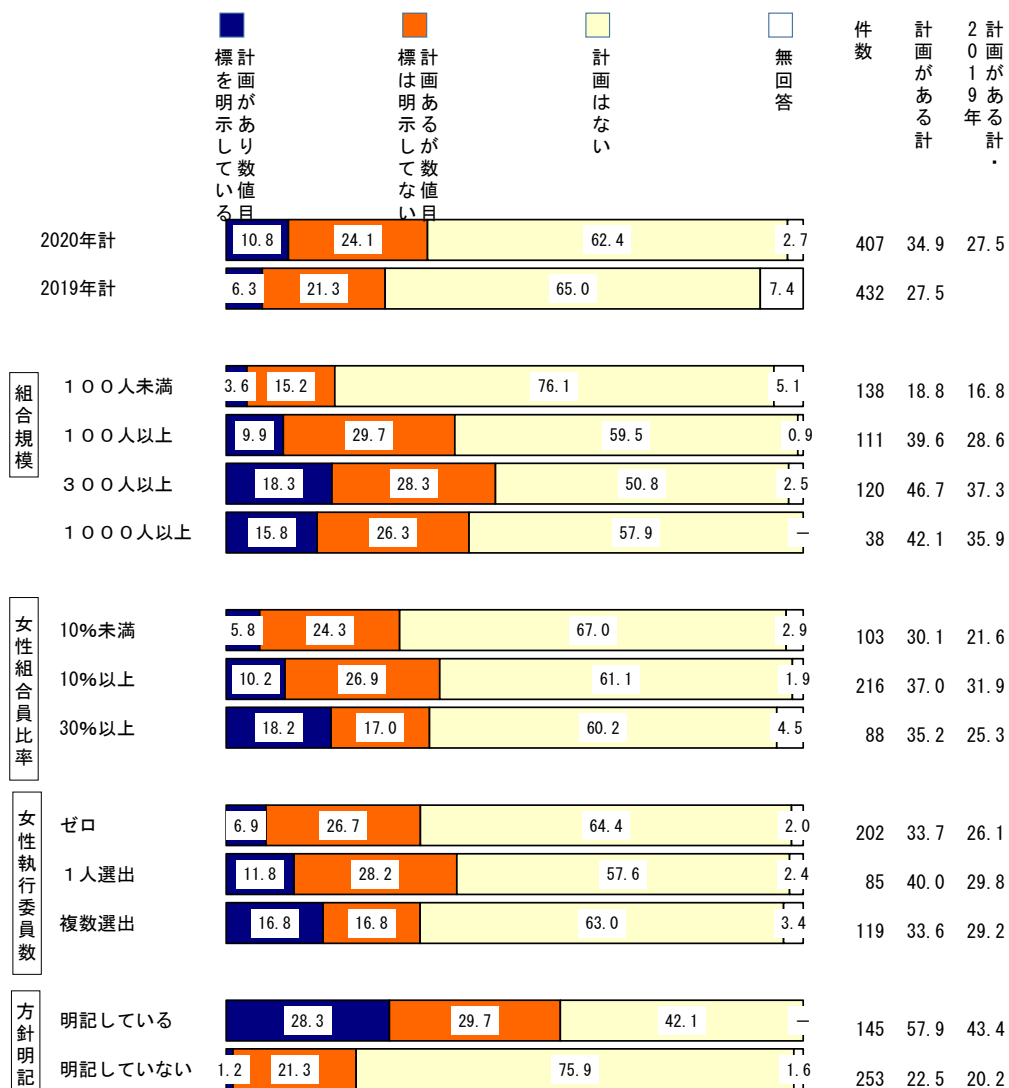 計画があり数値目
標を明示している
計画あるが数値目
標は明示してない
計画はない
無回答
件数
計画がある計
計画がある計・
2019年
2020年計 10.8 24.1 62.4 2.7 407 34.9 27.5
2019年計 6.3 21.3 65.0 7.4 432 27.5
組合規模
100人未満 3.6 15.2 76.1 5.1 138 18.8 16.8
100人以上 9.9 29.7 59.5 0.9 111 39.6 28.6
300人以上 18.3 28.3 50.8 2.5 120 46.7 37.3
1000人以上 15.8 26.3 57.9 － 38 42.1 35.9
女性組合員比率
10%未満 5.8 24.3 67.0 2.9 103 30.1 21.6
10%以上 10.2 26.9 61.1 1.9 216 37.0 31.9
30%以上 18.2 17.0 60.2 4.5 88 35.2 25.3
女性執行委員数
ゼロ 6.9 26.7 64.4 2.0 202 33.7 26.1
1人選出 11.8 28.2 57.6 2.4 85 40.0 29.8
複数選出 16.8 16.8 63.0 3.4 119 33.6 29.2
方針明記
明記している 28.3 29.7 42.1 － 145 57.9 43.4
明記していない 1.2 21.3 75.9 1.6 253 22.5 20.2